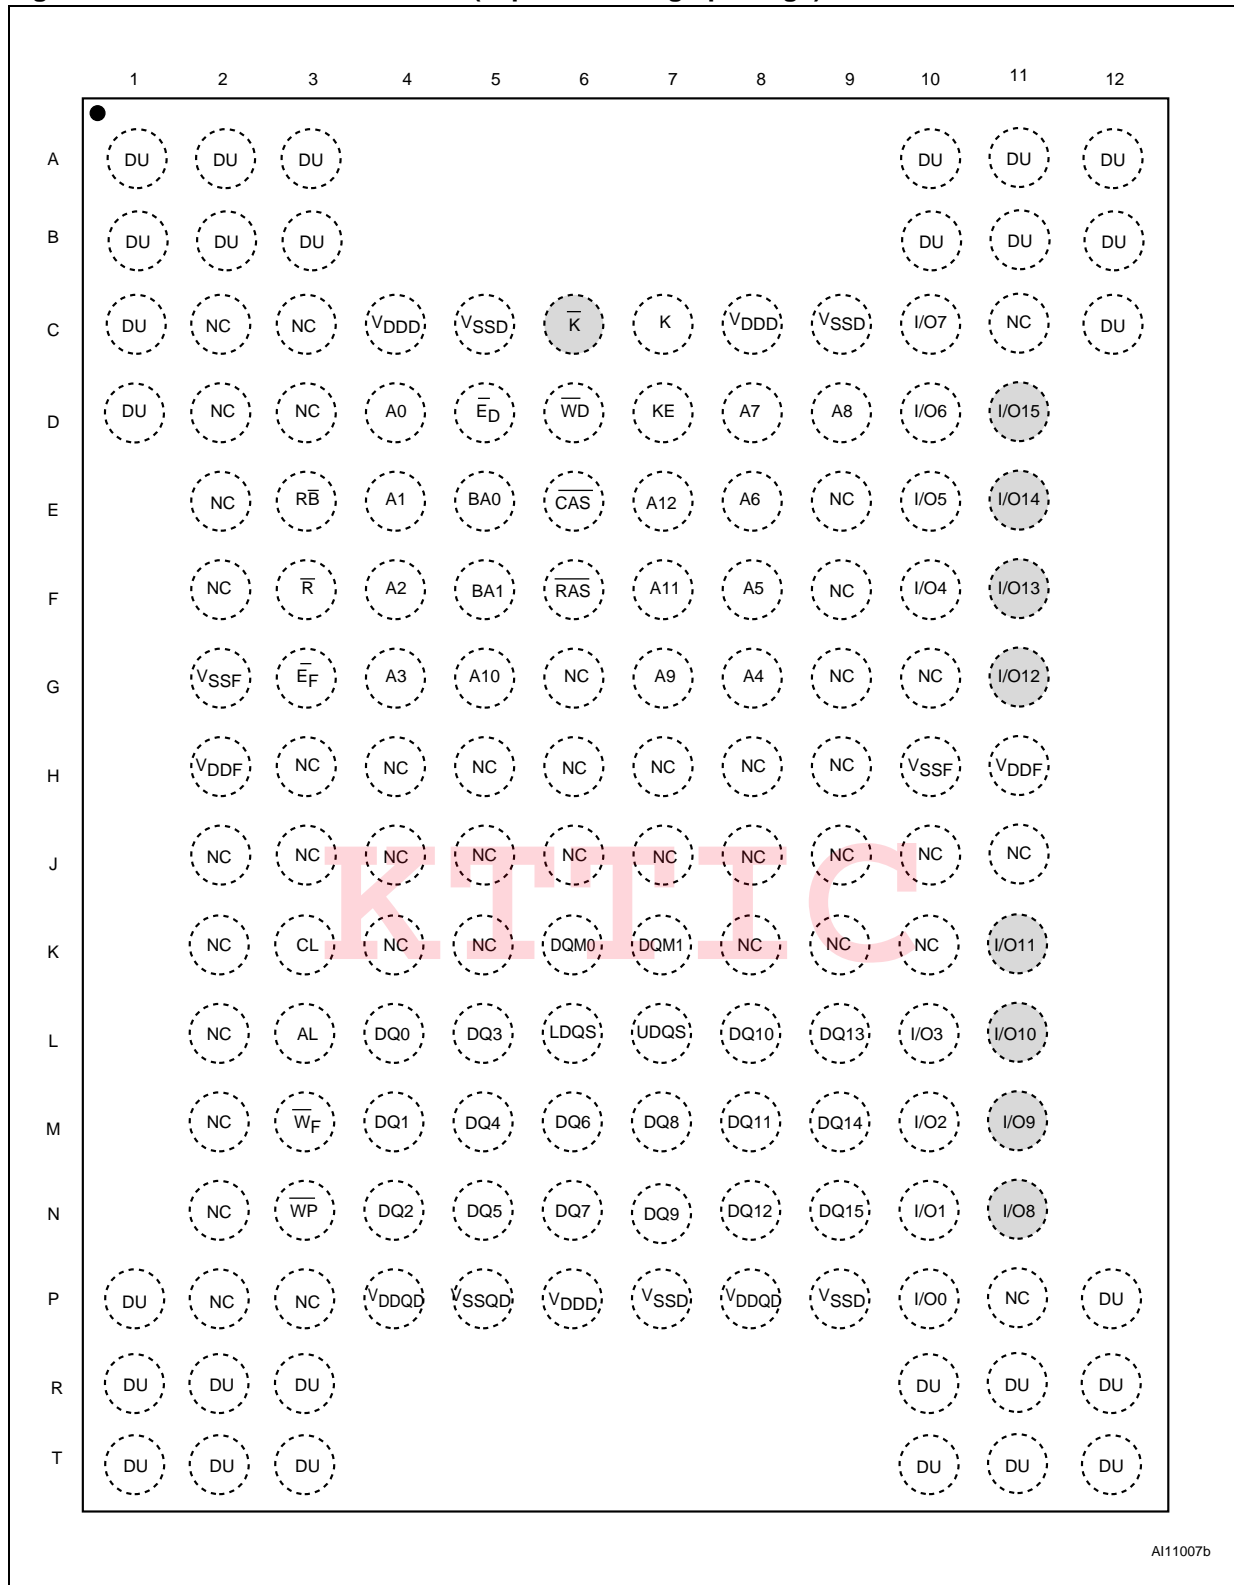 1 2 3 4 5 6 7 8 9 10 11 12
A DU DU DU DU DU DU
B DU DU DU DU DU DU
C DU NC NC VDDD VSSD K̅ K VDDD VSSD I/O7 NC DU
D DU NC NC A0 E̅D W̅D̅ KE A7 A8 I/O6 I/O15
E NC RB̅ A1 BA0 C̅A̅S̅ A12 A6 NC I/O5 I/O14
F NC R̅ A2 BA1 R̅A̅S̅ A11 A5 NC I/O4 I/O13
G VSSF E̅F A3 A10 NC A9 A4 NC NC I/O12
H VDDF NC NC NC NC NC NC NC VSSF VDDF
J NC NC NC NC NC NC NC NC NC NC
KTTIC
K NC CL NC NC DQM0 DQM1 NC NC NC I/O11
L NC AL DQ0 DQ3 LDQS UDQS DQ10 DQ13 I/O3 I/O10
M NC W̅F DQ1 DQ4 DQ6 DQ8 DQ11 DQ14 I/O2 I/O9
N NC W̅P̅ DQ2 DQ5 DQ7 DQ9 DQ12 DQ15 I/O1 I/O8
P DU NC NC VDDQD VSSQD VDDD VSSD VDDQD VSSD I/O0 NC DU
R DU DU DU DU DU DU
T DU DU DU DU DU DU
AI11007b